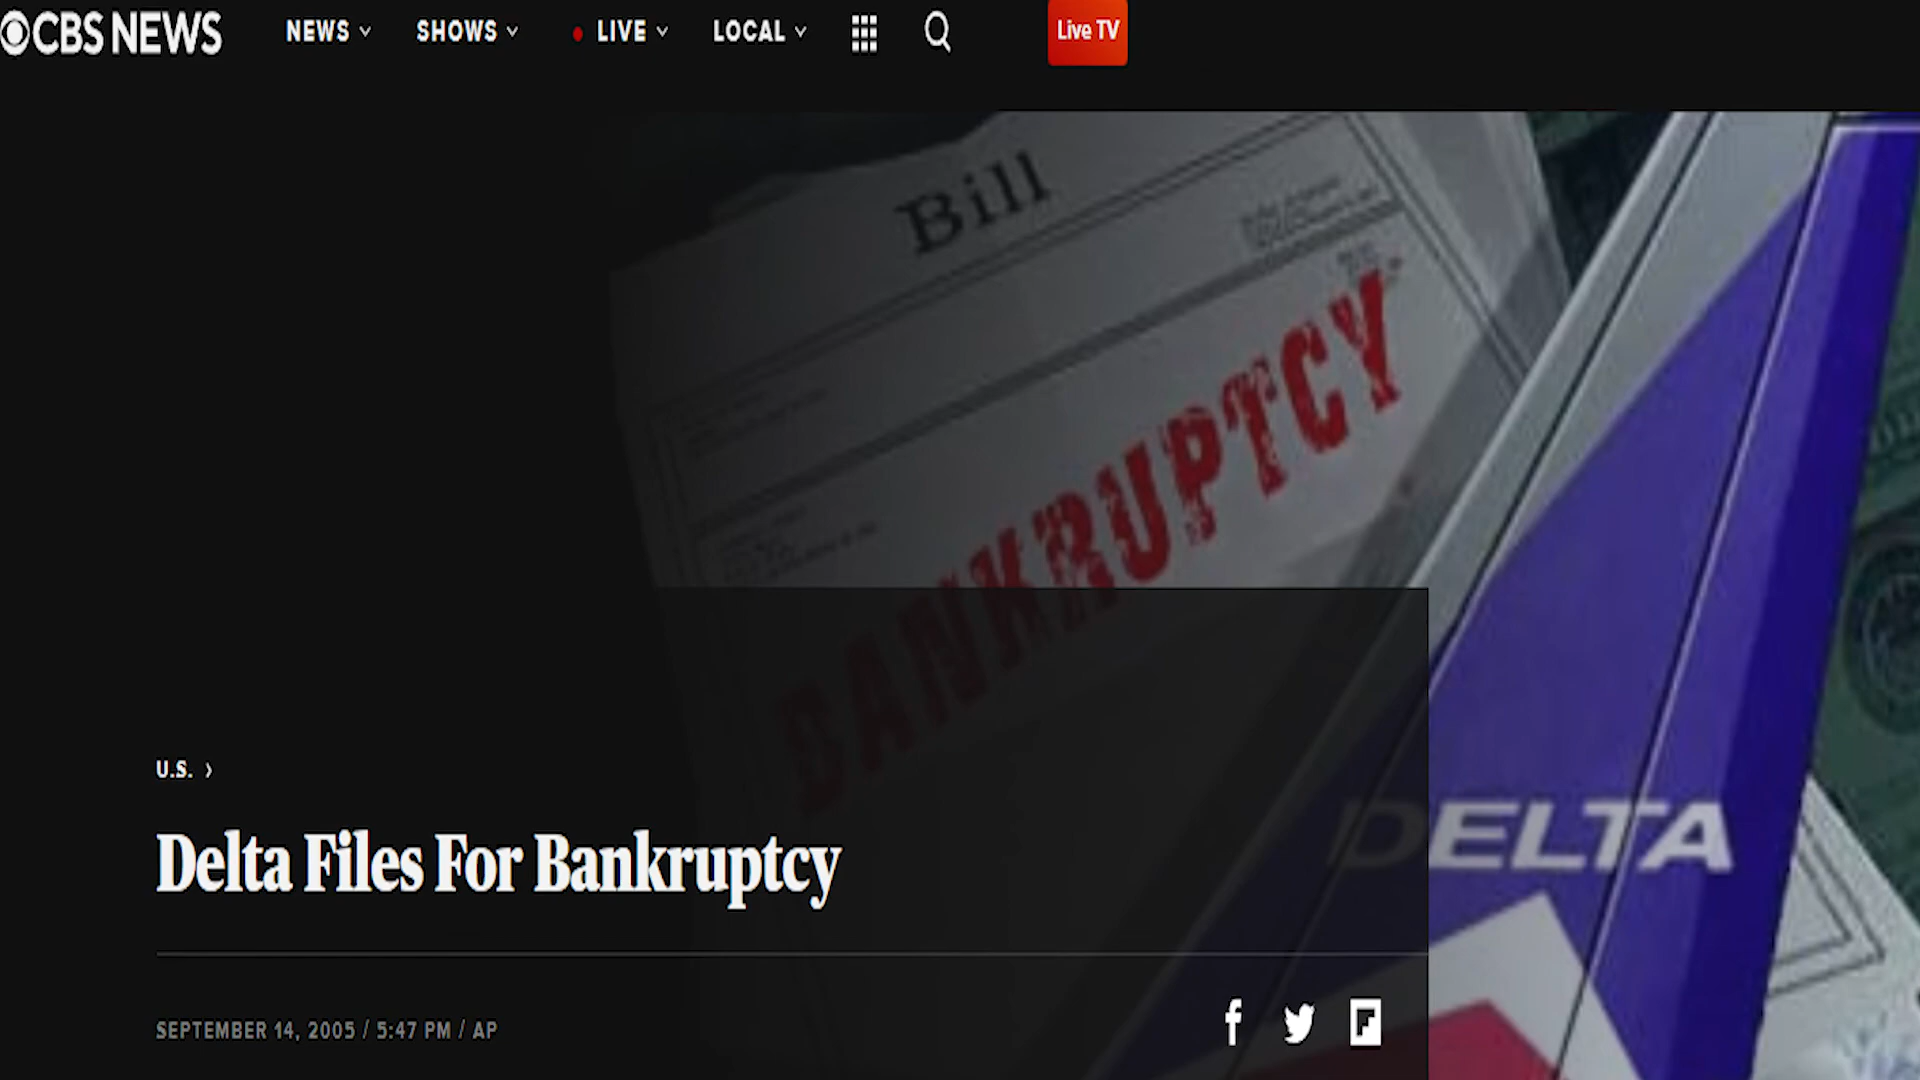 CBS NEWS
NEWS
SHOWS
LIVE
LOCAL
Live TV
Bill
BANKRUPTCY
U.S.
Delta Files For Bankruptcy
DELTA
SEPTEMBER 14, 2005 / 5:47 PM / AP